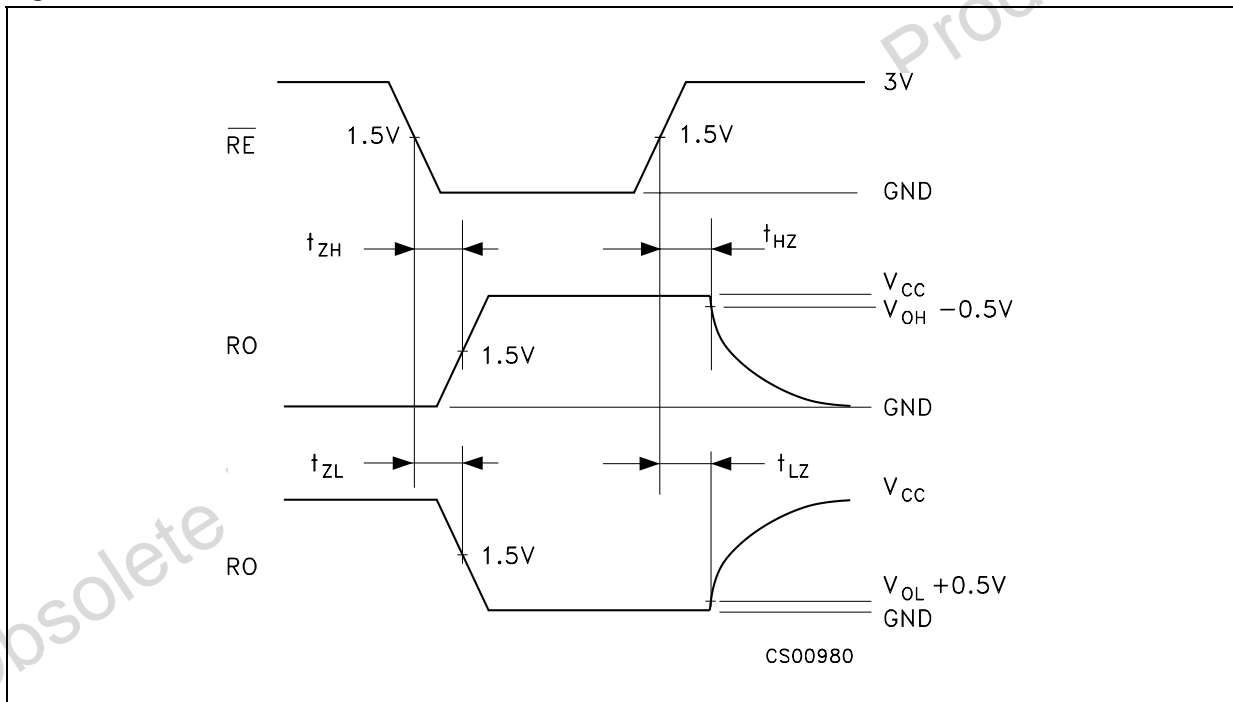 Prod
3V
1.5V
1.5V
RE
GND
tZH
tHZ
VCC
VOH −0.5V
RO
1.5V
GND
tZL
tLZ
VCC
1.5V
RO
VOL +0.5V
GND
CS00980
Obsolete